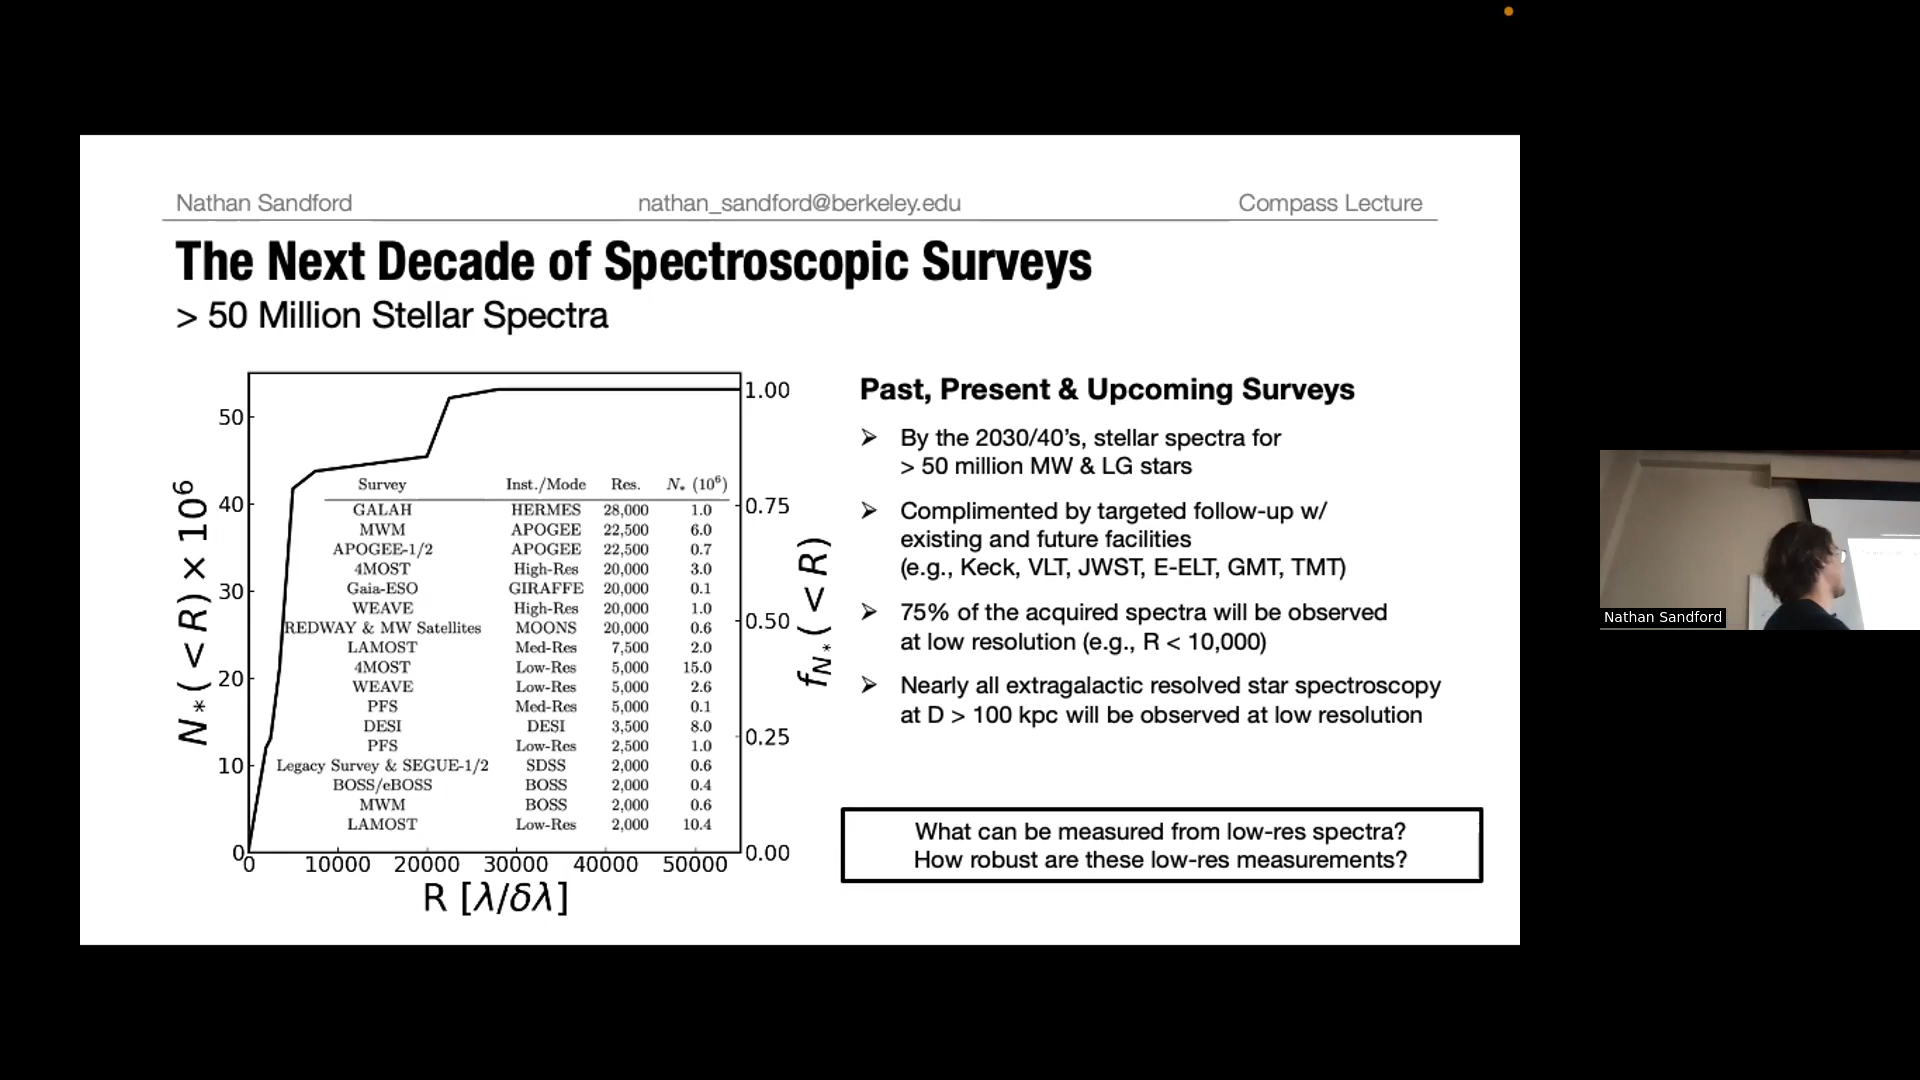 Nathan Sandford nathan_sandford@berkeley.edu Compass Lecture
The Next Decade of Spectroscopic Surveys
> 50 Million Stellar Spectra
N* (< R) × 10⁶
50
40
30
20
10
0
Survey Inst./Mode Res. N* (10⁶)
GALAH HERMES 28,000 1.0
MWM APOGEE 22,500 6.0
APOGEE-1/2 APOGEE 22,500 0.7
4MOST High-Res 20,000 3.0
Gaia-ESO GIRAFFE 20,000 0.1
WEAVE High-Res 20,000 1.0
REDWAY & MW Satellites MOONS 20,000 0.6
LAMOST Med-Res 7,500 2.0
4MOST Low-Res 5,000 15.0
WEAVE Low-Res 5,000 2.6
PFS Med-Res 5,000 0.1
DESI DESI 3,500 8.0
PFS Low-Res 2,500 1.0
Legacy Survey & SEGUE-1/2 SDSS 2,000 0.6
BOSS/eBOSS BOSS 2,000 0.4
MWM BOSS 2,000 0.6
LAMOST Low-Res 2,000 10.4
0 10000 20000 30000 40000 50000
R [λ/δλ]
1.00
0.75
0.50
0.25
0.00
f_N* (< R)
Past, Present & Upcoming Surveys
➢ By the 2030/40’s, stellar spectra for
> 50 million MW & LG stars
➢ Complimented by targeted follow-up w/
existing and future facilities
(e.g., Keck, VLT, JWST, E-ELT, GMT, TMT)
➢ 75% of the acquired spectra will be observed
at low resolution (e.g., R < 10,000)
➢ Nearly all extragalactic resolved star spectroscopy
at D > 100 kpc will be observed at low resolution
What can be measured from low-res spectra?
How robust are these low-res measurements?
Nathan Sandford